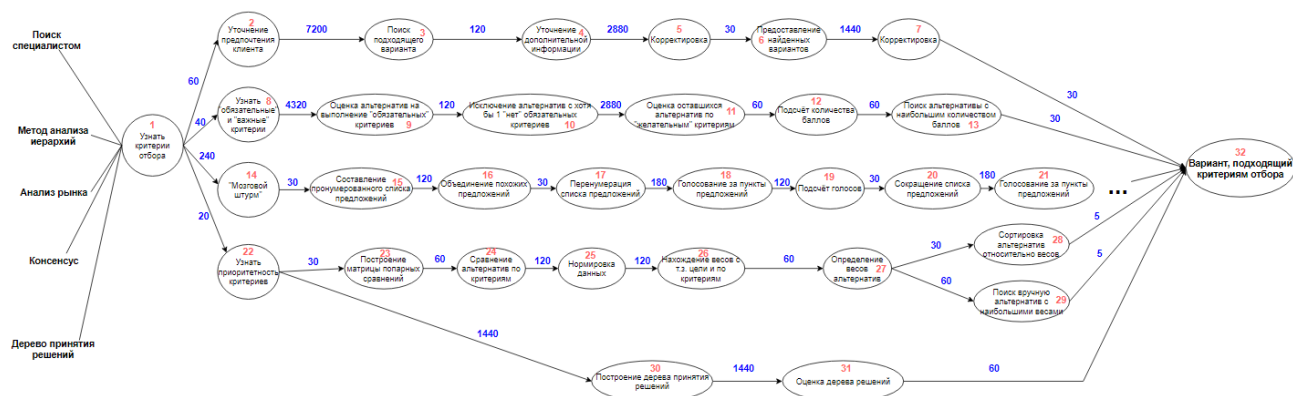 Поиск
специалистом
Метод анализа
иерархий
Анализ рынка
Консенсус
Дерево принятия
решений
1
Узнать
критерии
отбора
60
40
240
20
2
Уточнение
предпочтения
клиента
7200
Поиск
подходящего 3
варианта
120
Уточнение
дополнительной 4
информации
2880
5
Корректировка
30
Предоставление
найденных
6 вариантов
1440
7
Корректировка
30
8
Узнать
обязательные"
и "важные"
критерии
4320
Оценка альтернатив на
выполнение "обязательных"
критериев 9
120
Исключение альтернатив с хотя
бы 1 "нет" обязательных
критериев 10
2880
Оценка оставшихся
альтернатив по 11
"желательным" критериям
60
12
Подсчёт количества
баллов
60
Поиск альтернативы с
наибольшим количеством
баллов 13
30
14
"Мозговой
штурм"
30
Составление
пронумерованного списка 15
предложений
120
16
Объединение похожих
предложений
30
17
Перенумерация
списка предложений
180
18
Голосование за пункты
предложений
120
19
Подсчёт голосов
30
20
Сокращение списка
предложений
180
21
Голосование за пункты
предложений
...
22
Узнать
приоритетность
критериев
30
23
Построение
матрицы попарных
сравнений
60
24
Сравнение
альтернатив по
критериям
120
25
Нормировка
данных
120
26
Нахождение весов с
т.з. цели и по
критериям
60
Определение
весов 27
альтернатив
30
60
Сортировка
альтернатив 28
относительно весов
5
Поиск вручную
альтернатив с 29
наибольшими весами
5
1440
30
Построение дерева принятия
решений
1440
31
Оценка дерева решений
60
32
Вариант, подходящий
критериям отбора